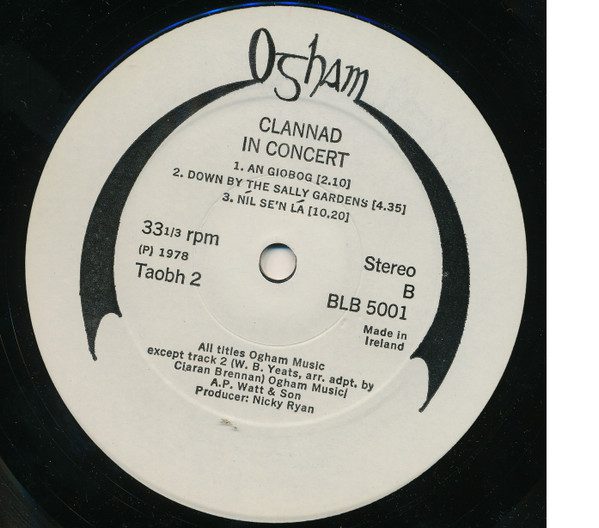 Ogham
CLANNAD
IN CONCERT
1. AN GIOBOG [2.10]
2. DOWN BY THE SALLY GARDENS [4.35]
3. NÍL SE'N LÁ [10.20]
33 1/3 rpm
(P) 1978
Taobh 2
Stereo
B
BLB 5001
Made in
Ireland
All titles Ogham Music
except track 2 (W. B. Yeats, arr. adpt. by
Ciaran Brennan) Ogham Music/
A.P. Watt & Son
Producer: Nicky Ryan